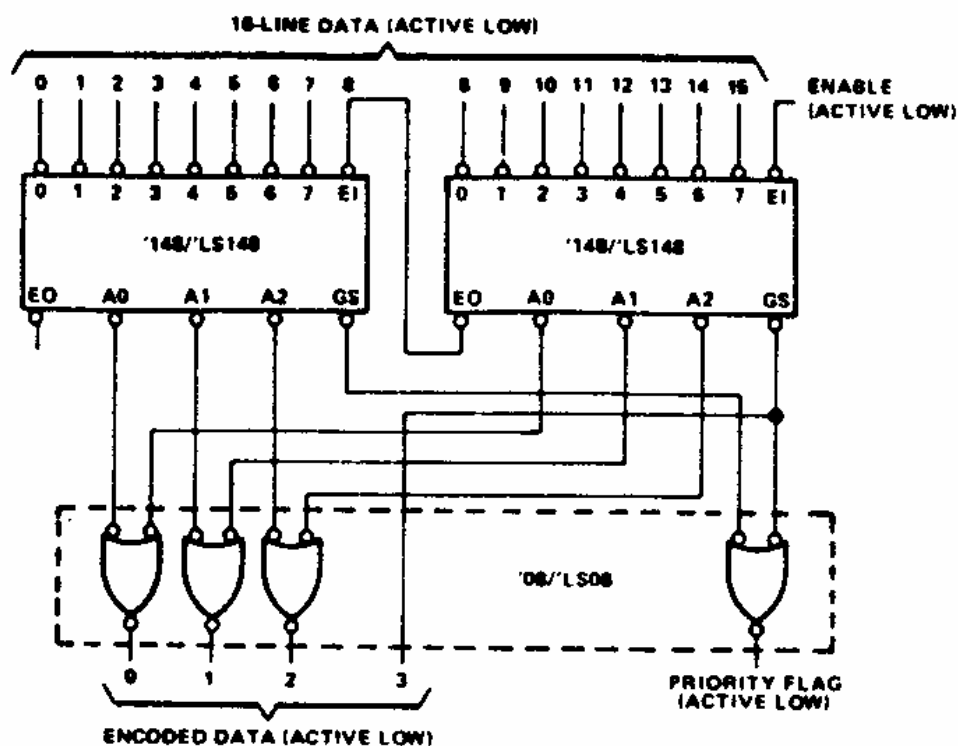 16-LINE DATA (ACTIVE LOW)
0 1 2 3 4 5 6 7 8 8 9 10 11 12 13 14 15 ENABLE
(ACTIVE LOW)
0 1 2 3 4 5 6 7 EI 0 1 2 3 4 5 6 7 EI
'148/'LS148 '148/'LS148
EO A0 A1 A2 GS EO A0 A1 A2 GS
'08/'LS08
0 1 2 3 PRIORITY FLAG
(ACTIVE LOW)
ENCODED DATA (ACTIVE LOW)